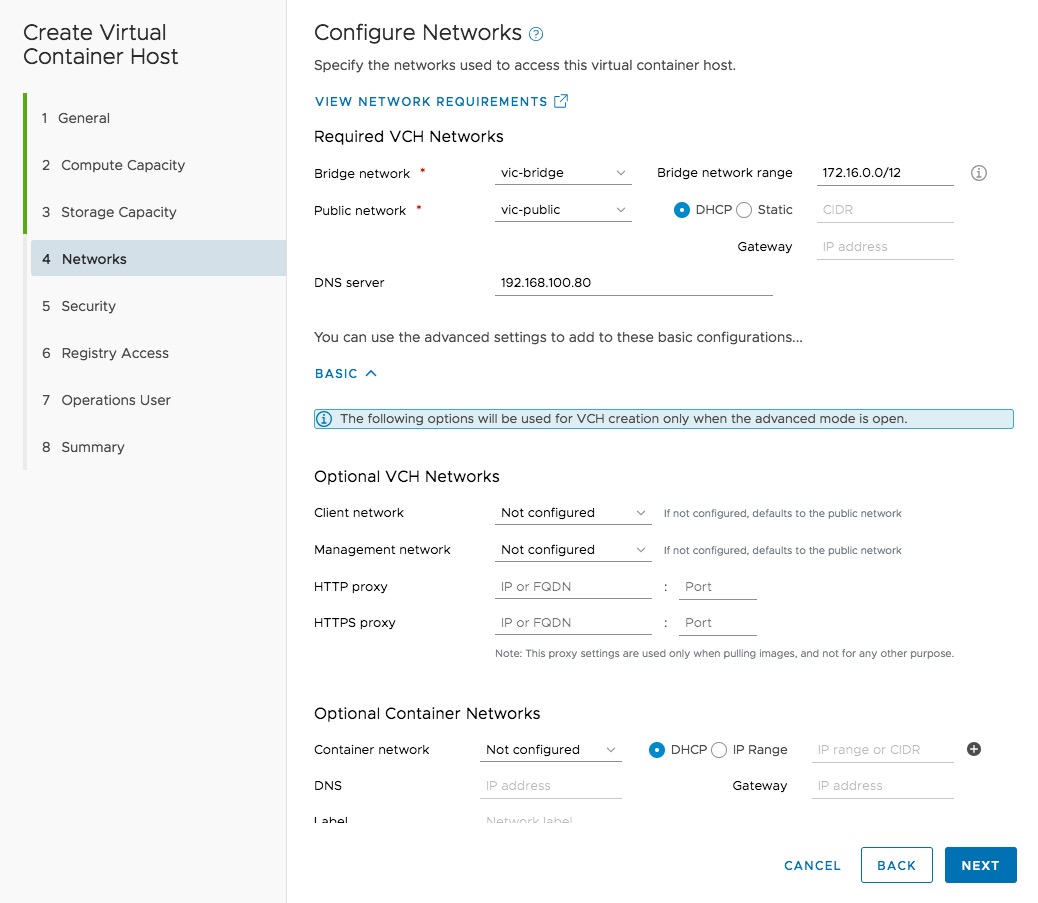 Create Virtual
Container Host
1 General
2 Compute Capacity
3 Storage Capacity
4 Networks
5 Security
6 Registry Access
7 Operations User
8 Summary
Configure Networks
Specify the networks used to access this virtual container host.
VIEW NETWORK REQUIREMENTS
Required VCH Networks
Bridge network * vic-bridge Bridge network range 172.16.0.0/12
Public network * vic-public DHCP Static CIDR
Gateway IP address
DNS server 192.168.100.80
You can use the advanced settings to add to these basic configurations...
BASIC
The following options will be used for VCH creation only when the advanced mode is open.
Optional VCH Networks
Client network Not configured If not configured, defaults to the public network
Management network Not configured If not configured, defaults to the public network
HTTP proxy IP or FQDN : Port
HTTPS proxy IP or FQDN : Port
Note: This proxy settings are used only when pulling images, and not for any other purpose.
Optional Container Networks
Container network Not configured DHCP IP Range IP range or CIDR
DNS IP address Gateway IP address
Label Network label
CANCEL BACK NEXT